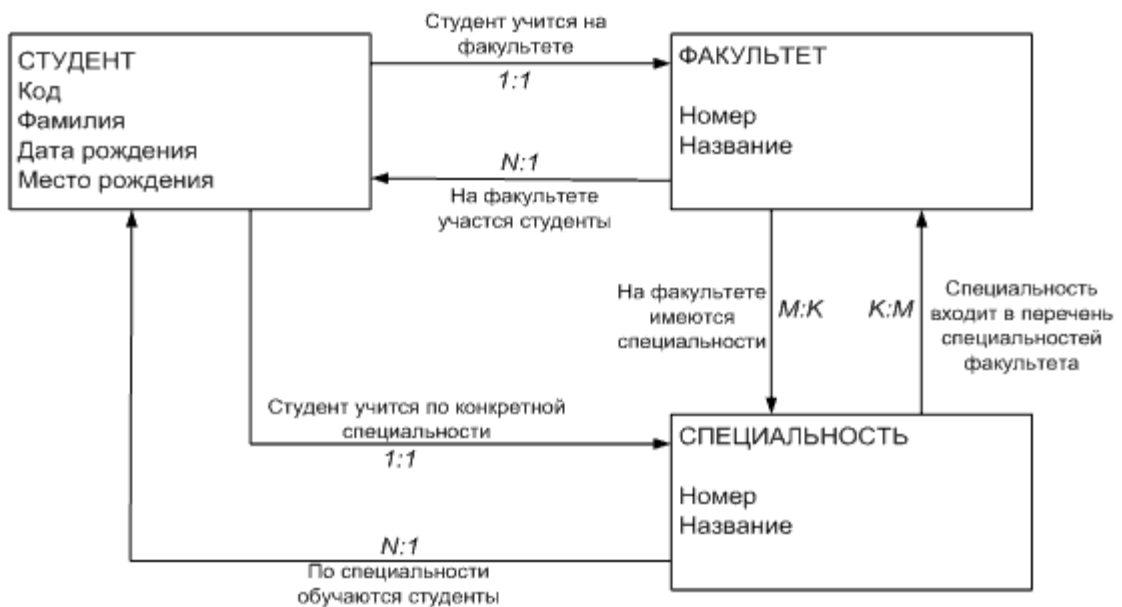 Студент учится на
факультете
1:1
СТУДЕНТ
Код
Фамилия
Дата рождения
Место рождения
ФАКУЛЬТЕТ
Номер
Название
N:1
На факультете
участся студенты
На факультете
имеются
специальности
M:K
K:M
Специальность
входит в перечень
специальностей
факультета
Студент учится по конкретной
специальности
1:1
СПЕЦИАЛЬНОСТЬ
Номер
Название
N:1
По специальности
обучаются студенты